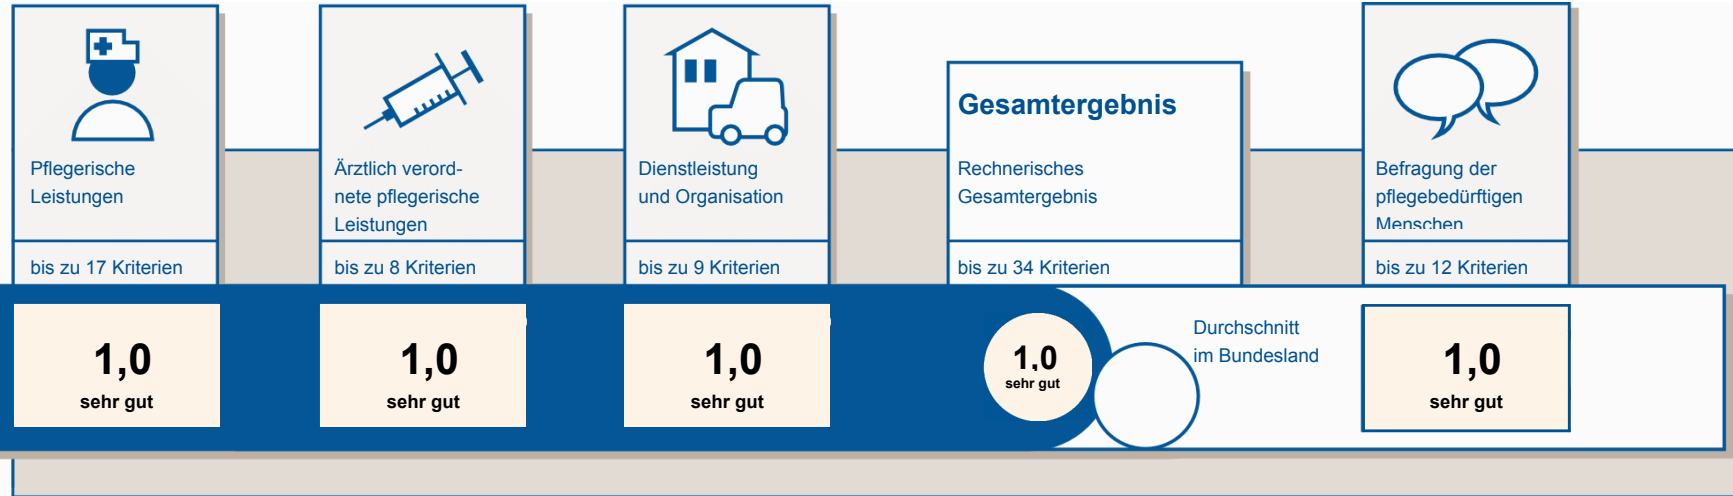 Pflegerische
Leistungen
bis zu 17 Kriterien
1,0
sehr gut
Ärztlich verord-
nete pflegerische
Leistungen
bis zu 8 Kriterien
1,0
sehr gut
Dienstleistung
und Organisation
bis zu 9 Kriterien
1,0
sehr gut
Gesamtergebnis
Rechnerisches
Gesamtergebnis
bis zu 34 Kriterien
1,0
sehr gut
Durchschnitt
im Bundesland
Befragung der
pflegebedürftigen
Menschen
bis zu 12 Kriterien
1,0
sehr gut